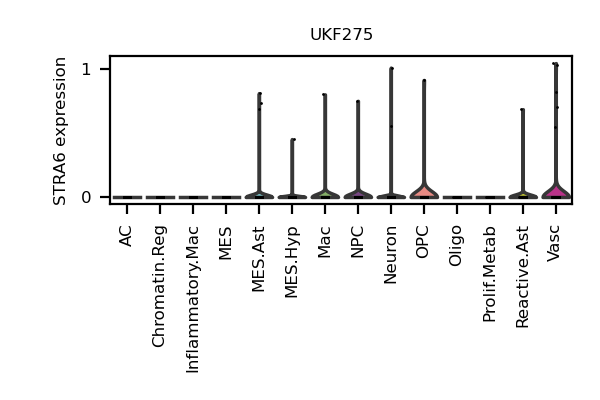 UKF275
STRA6 expression
1
0
AC
Chromatin.Reg
Inflammatory.Mac
MES
MES.Ast
MES.Hyp
Mac
NPC
Neuron
OPC
Oligo
Prolif.Metab
Reactive.Ast
Vasc